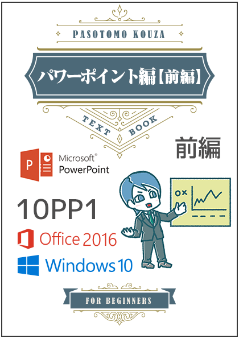 PASOTOMO KOUZA
パワーポイント編【前編】
TEXT BOOK
前編
P
Microsoft®
PowerPoint
OX
10PP1
Office 2016
Windows 10
FOR BEGINNERS